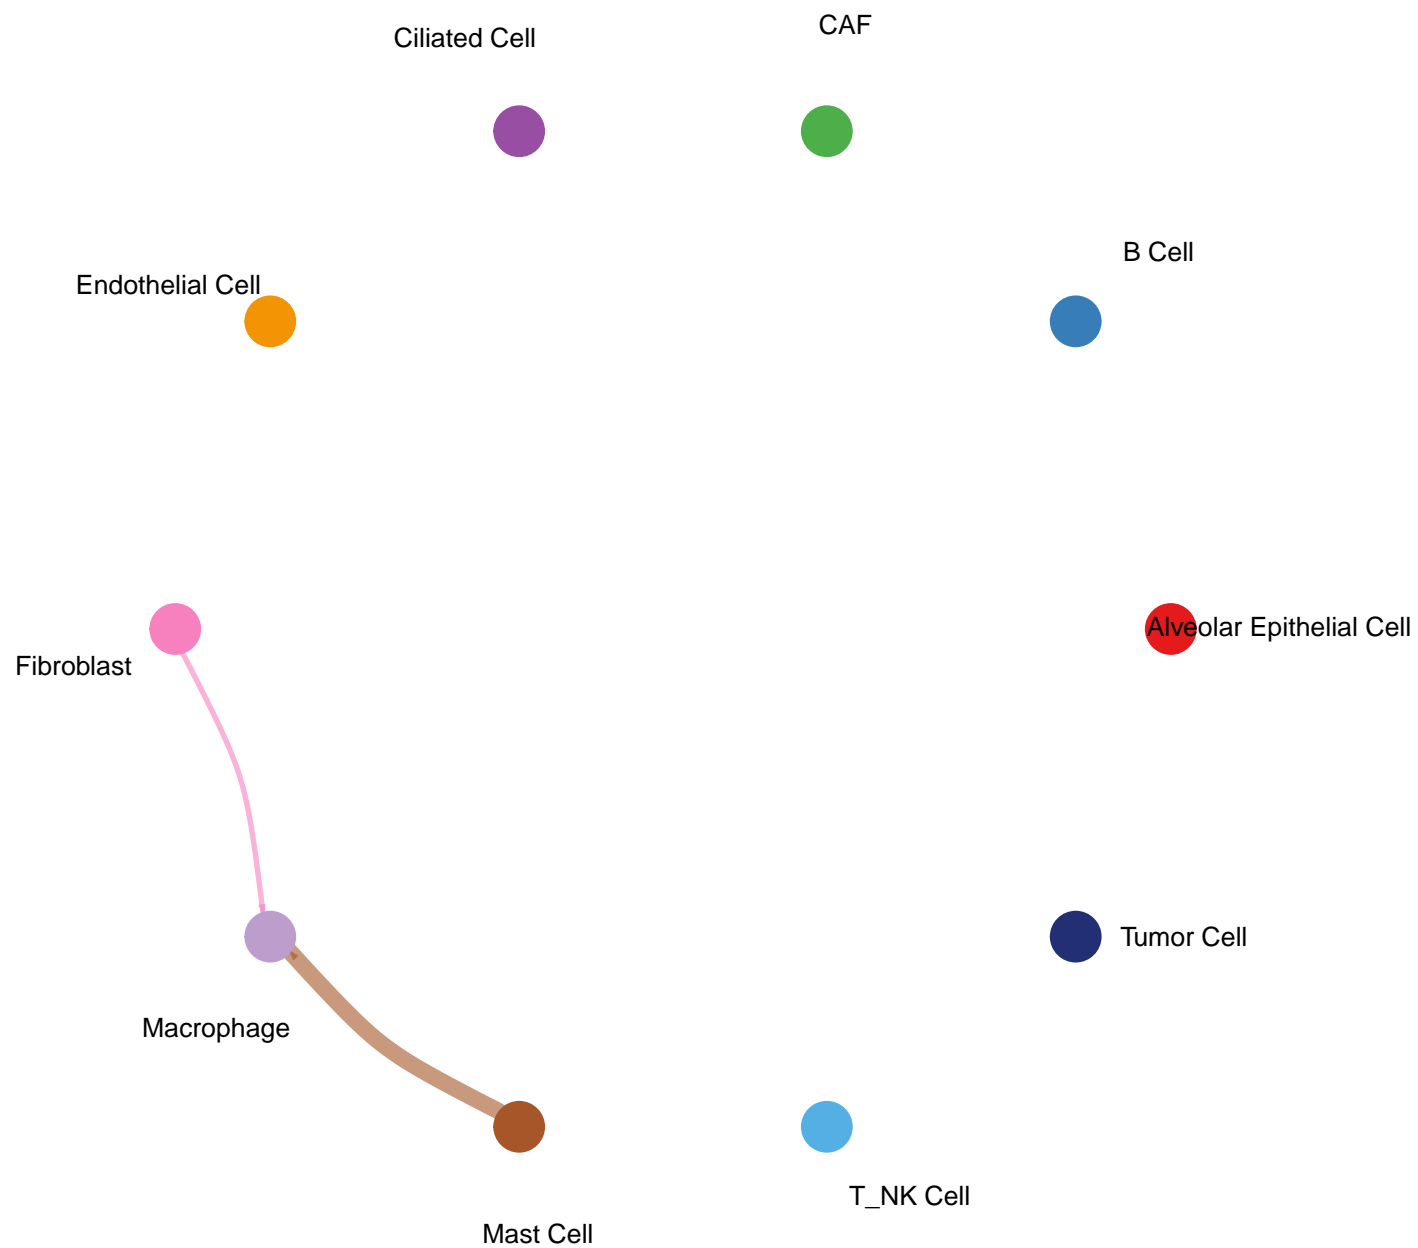 CAF
Ciliated Cell
B Cell
Endothelial Cell
Alveolar Epithelial Cell
Fibroblast
Tumor Cell
Macrophage
T_NK Cell
Mast Cell